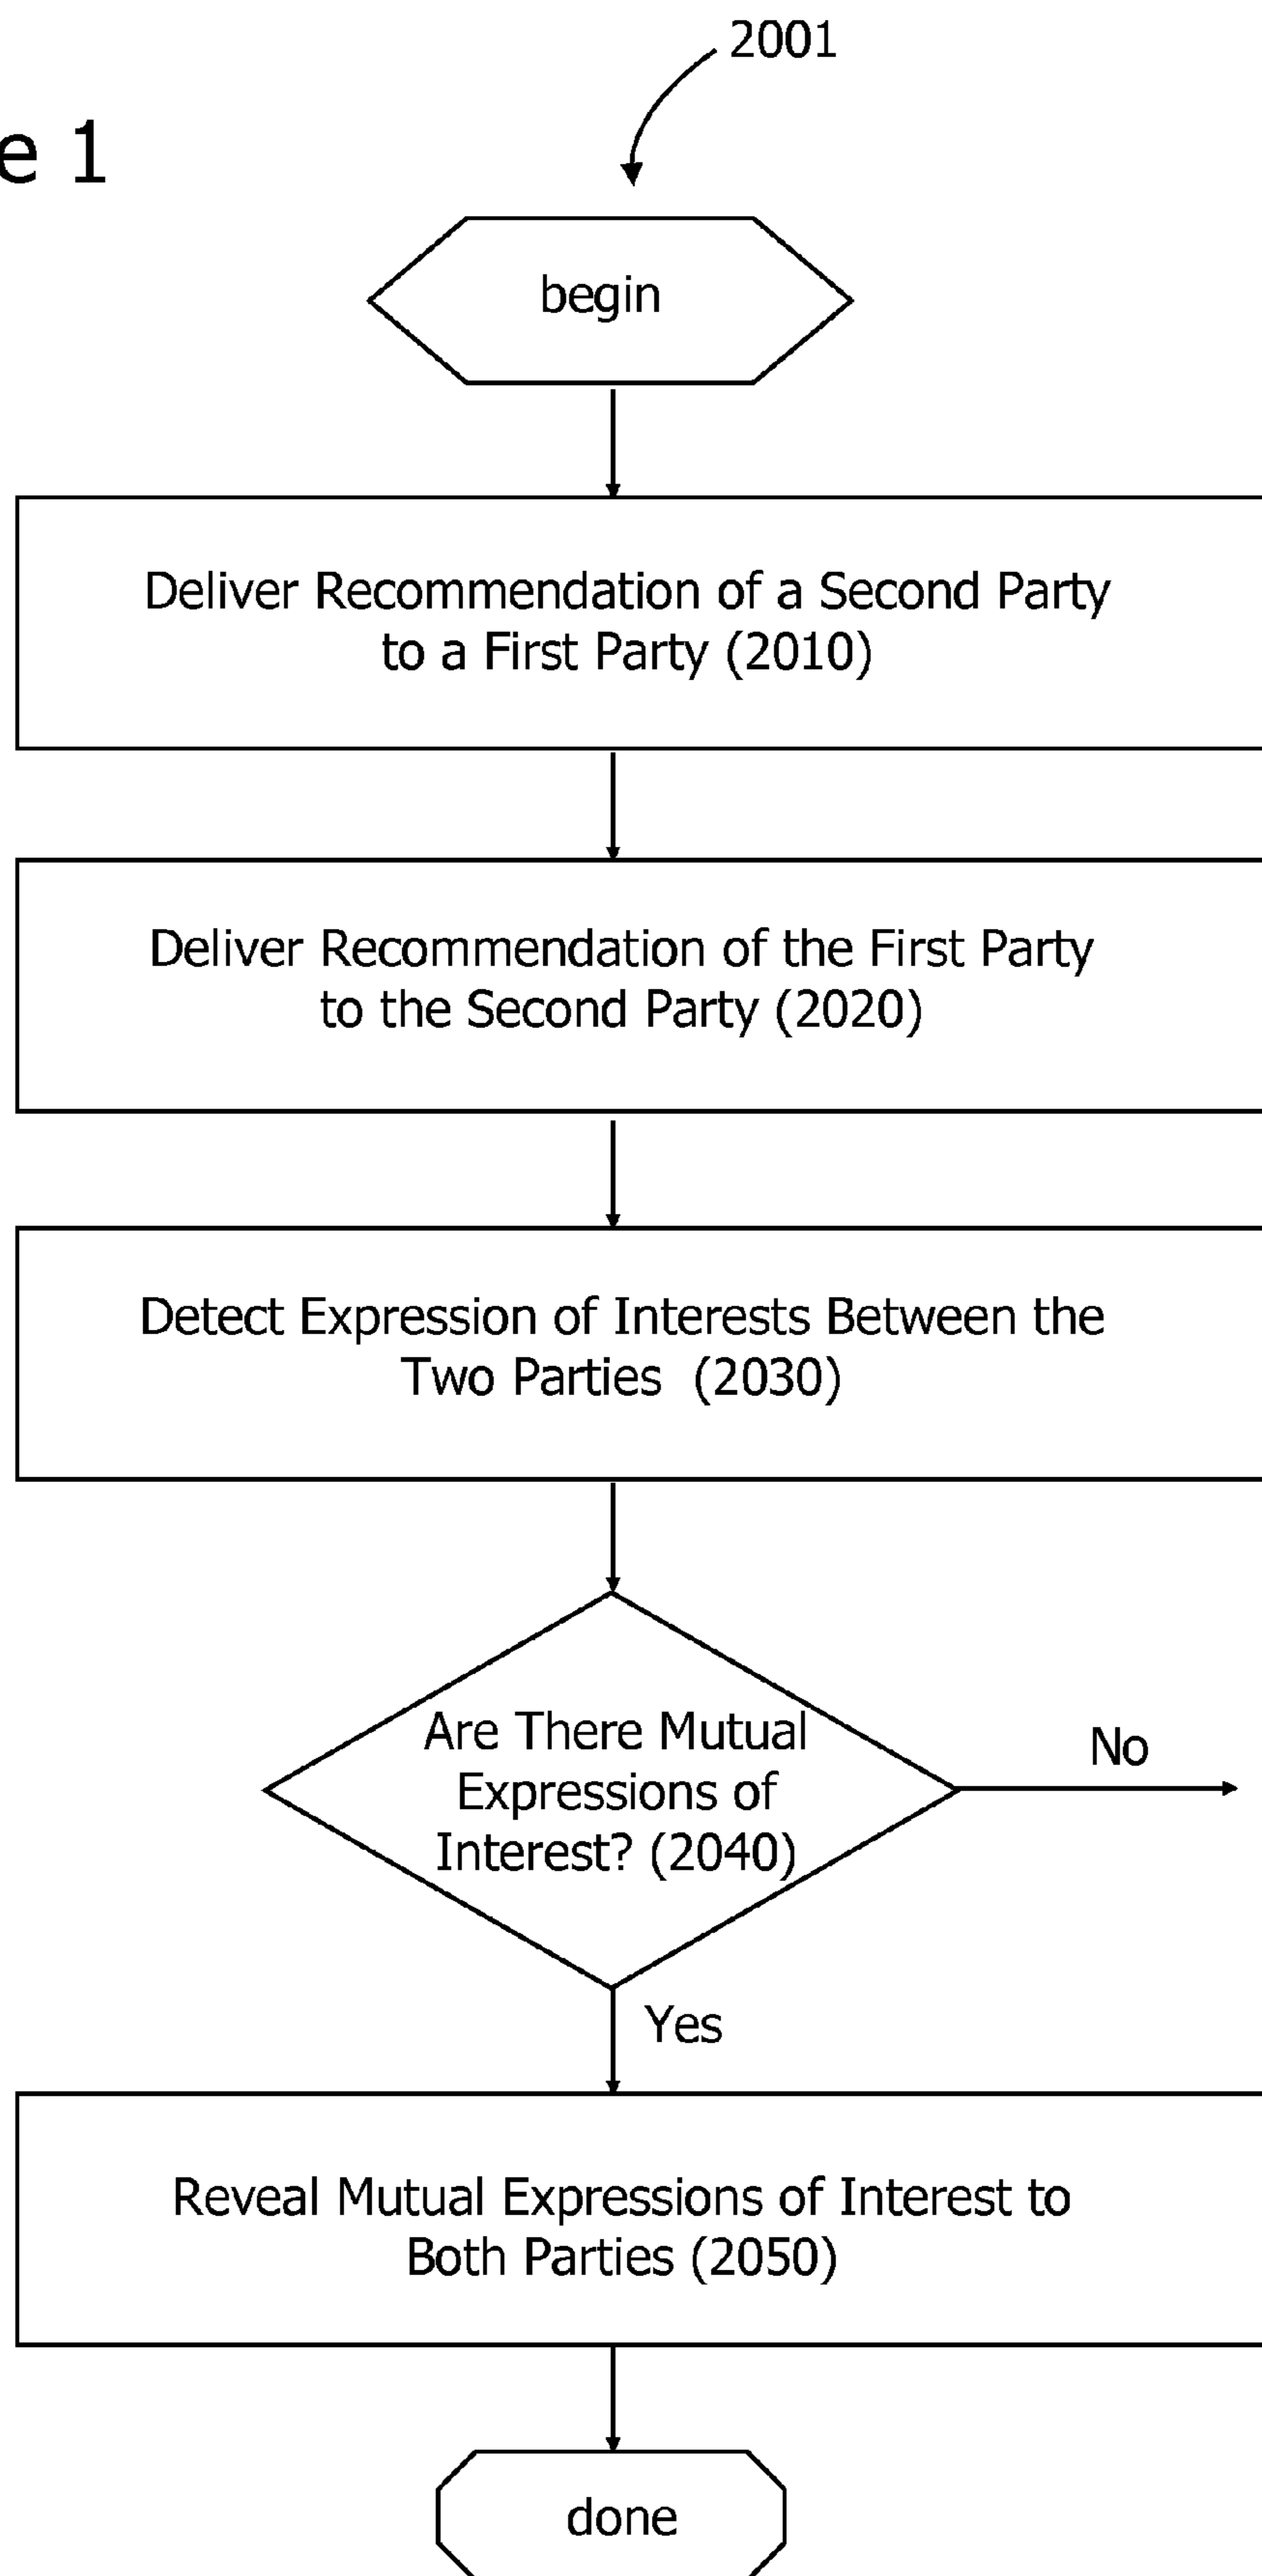 2001
e 1
begin
Deliver Recommendation of a Second Party
to a First Party (2010)
Deliver Recommendation of the First Party
to the Second Party (2020)
Detect Expression of Interests Between the
Two Parties (2030)
Are There Mutual
Expressions of
Interest? (2040)
No
Yes
Reveal Mutual Expressions of Interest to
Both Parties (2050)
done